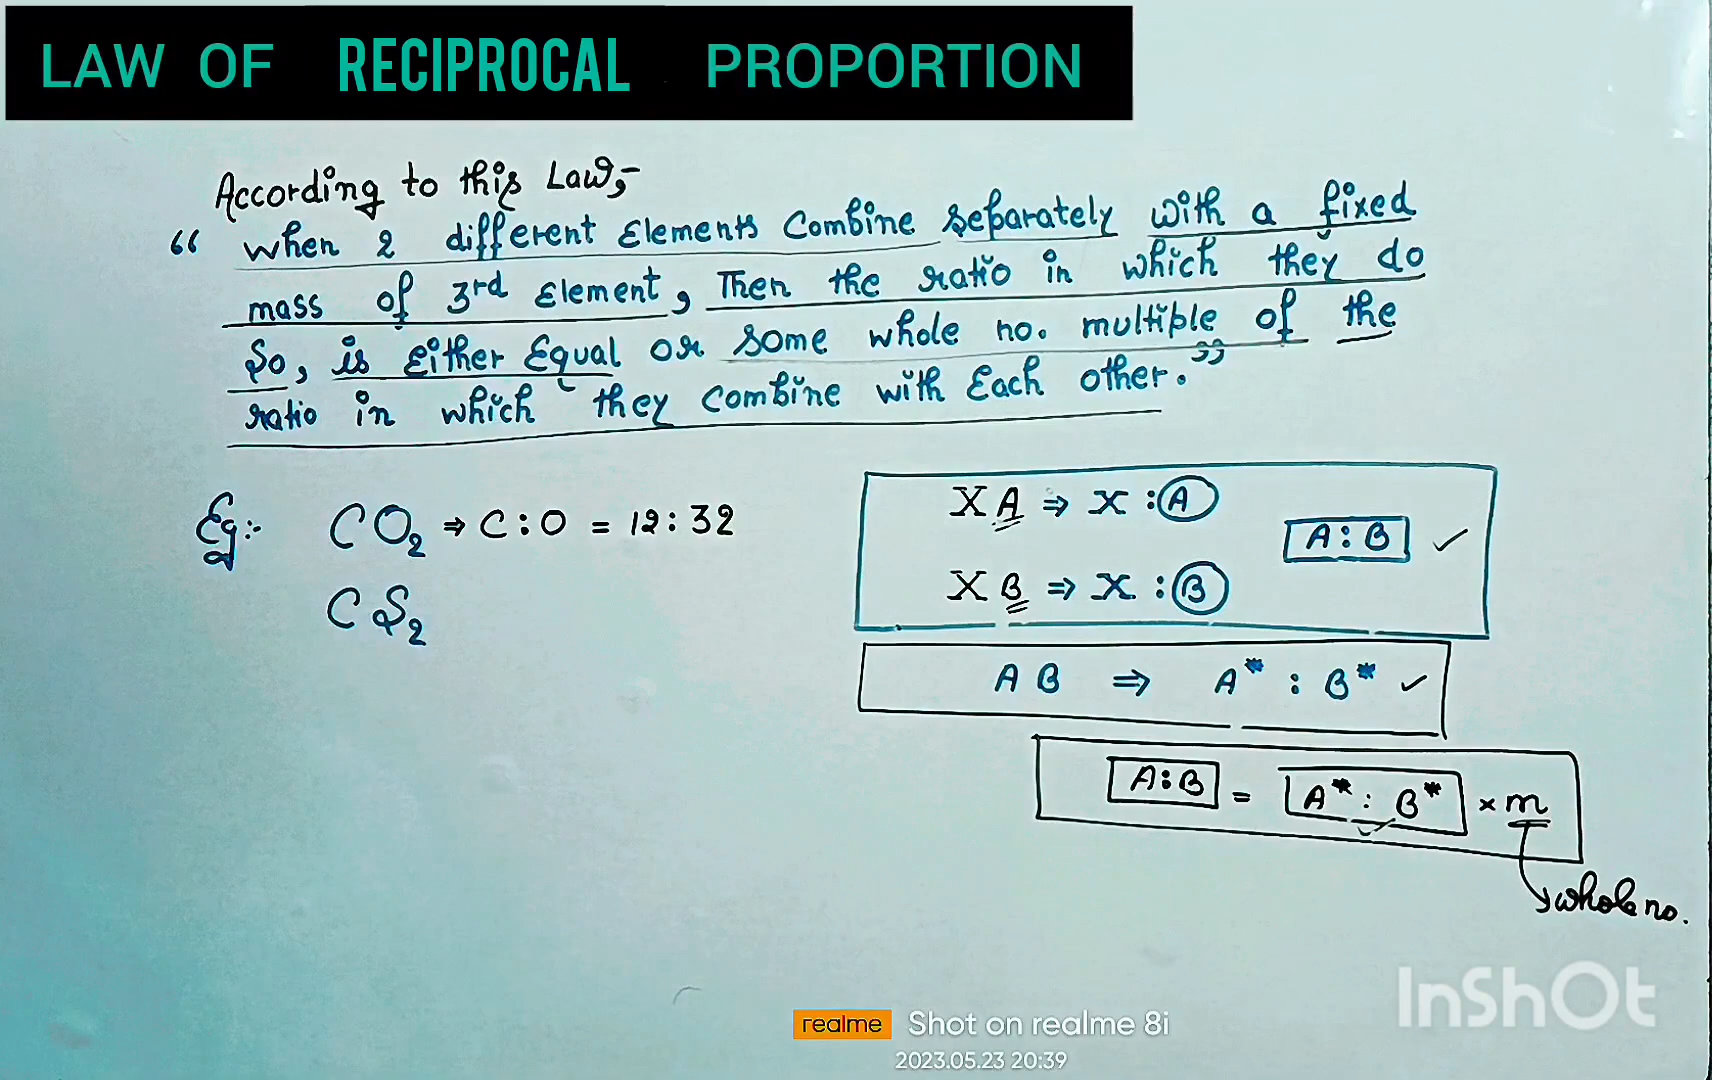 LAW OF RECIPROCAL PROPORTION
According to this Law,-
“ when 2 different Elements Combine separately with a fixed
mass of 3rd Element, Then the ratio in which they do
so, is Either Equal or some whole no. multiple of the
ratio in which they combine with Each other.”
Eg:- CO2 ⇒ C:O = 12:32
CS2
XA ⇒ X : A
A : B ✓
XB ⇒ X : B
AB ⇒ A* : B* ✓
A:B = A* : B* × m
↳ whole no.
InShOt
realme Shot on realme 8i
2023.05.23 20:39